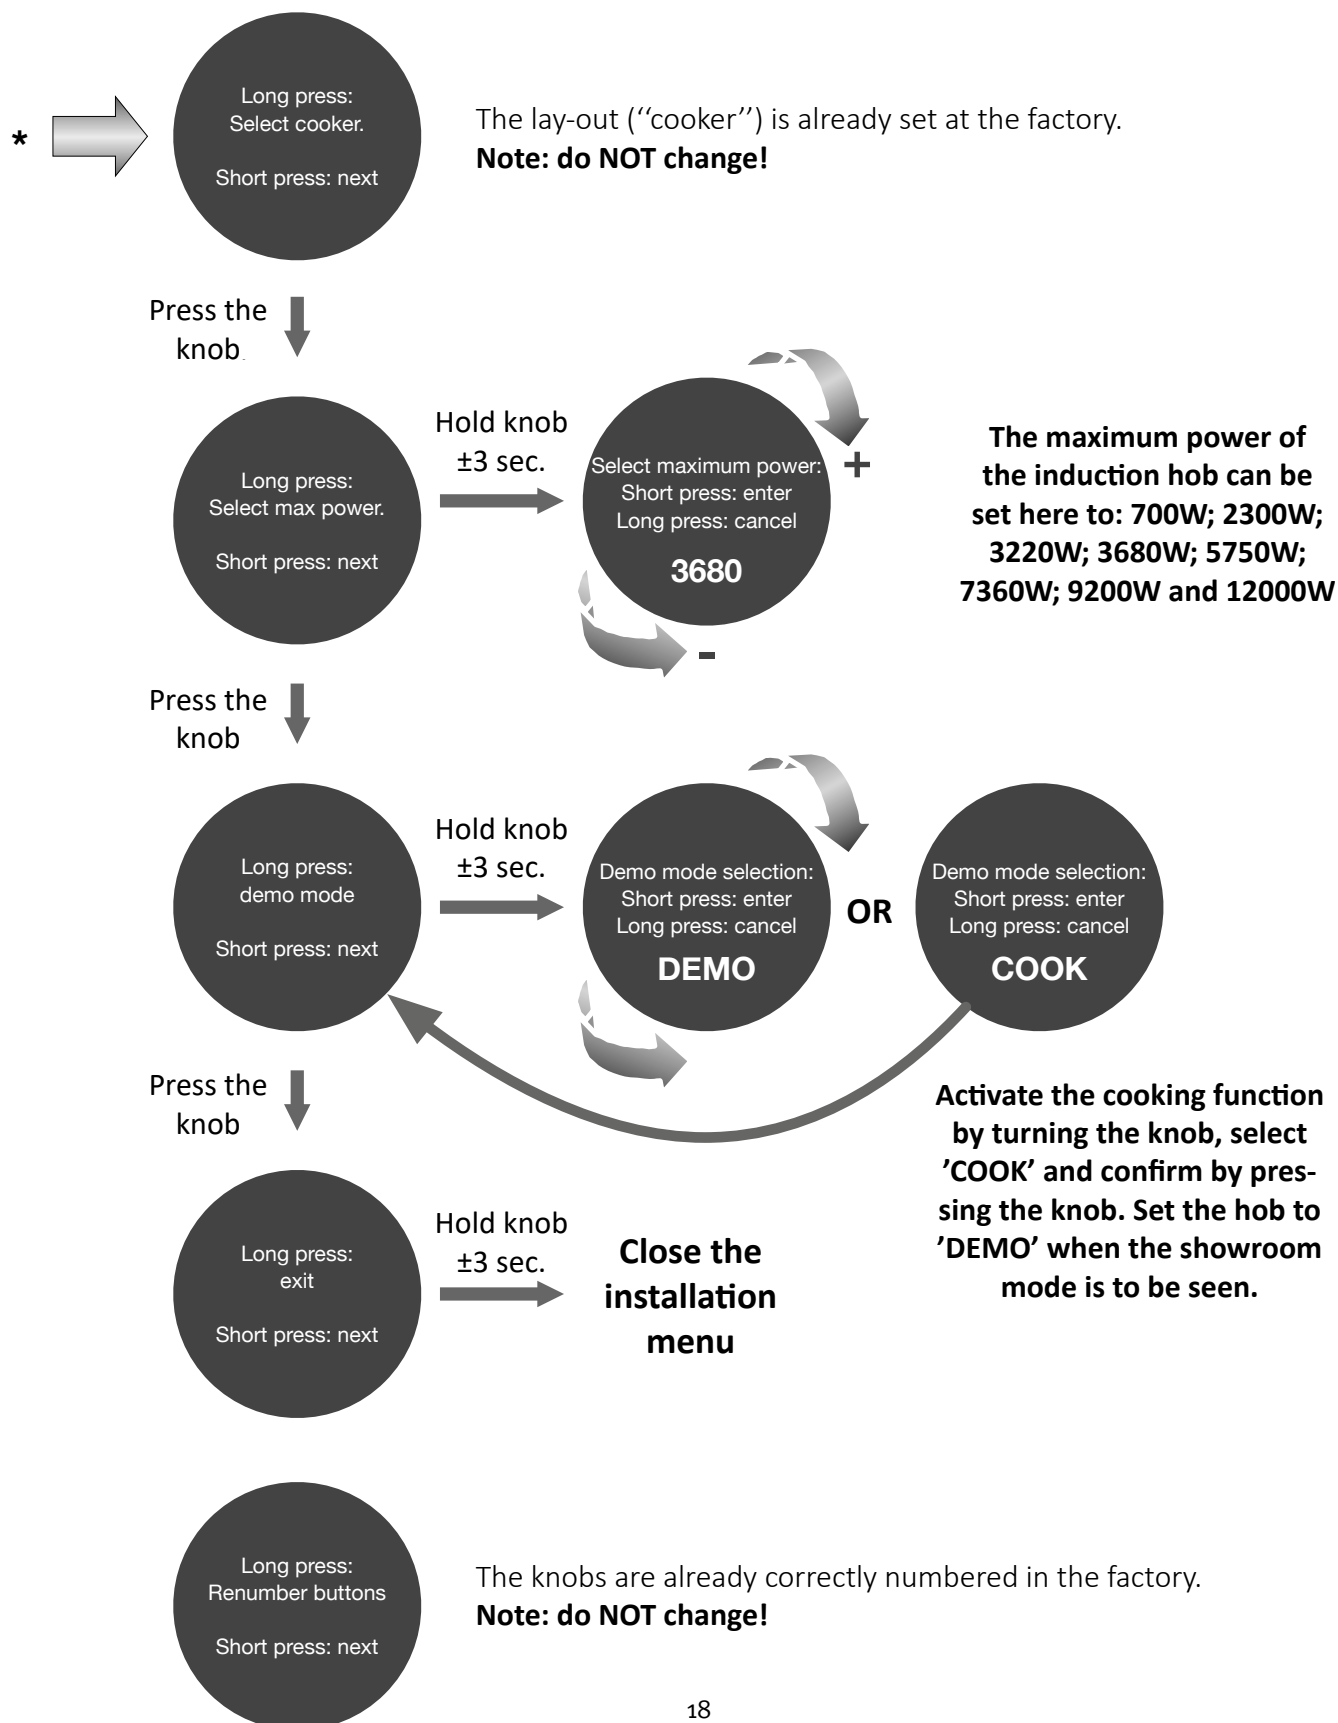 *
Long press:
Select cooker.
Short press: next
The lay-out (‘‘cooker’’) is already set at the factory.
Note: do NOT change!
Press the
knob.
Long press:
Select max power.
Short press: next
Hold knob
±3 sec.
Select maximum power:
Short press: enter
Long press: cancel
3680
+
-
The maximum power of
the induction hob can be
set here to: 700W; 2300W;
3220W; 3680W; 5750W;
7360W; 9200W and 12000W
Press the
knob
Long press:
demo mode
Short press: next
Hold knob
±3 sec.
Demo mode selection:
Short press: enter
Long press: cancel
DEMO
OR
Demo mode selection:
Short press: enter
Long press: cancel
COOK
Activate the cooking function
by turning the knob, select
’COOK’ and confirm by pres-
sing the knob. Set the hob to
’DEMO’ when the showroom
mode is to be seen.
Press the
knob
Long press:
exit
Short press: next
Hold knob
±3 sec.
Close the
installation
menu
Long press:
Renumber buttons
Short press: next
The knobs are already correctly numbered in the factory.
Note: do NOT change!
18